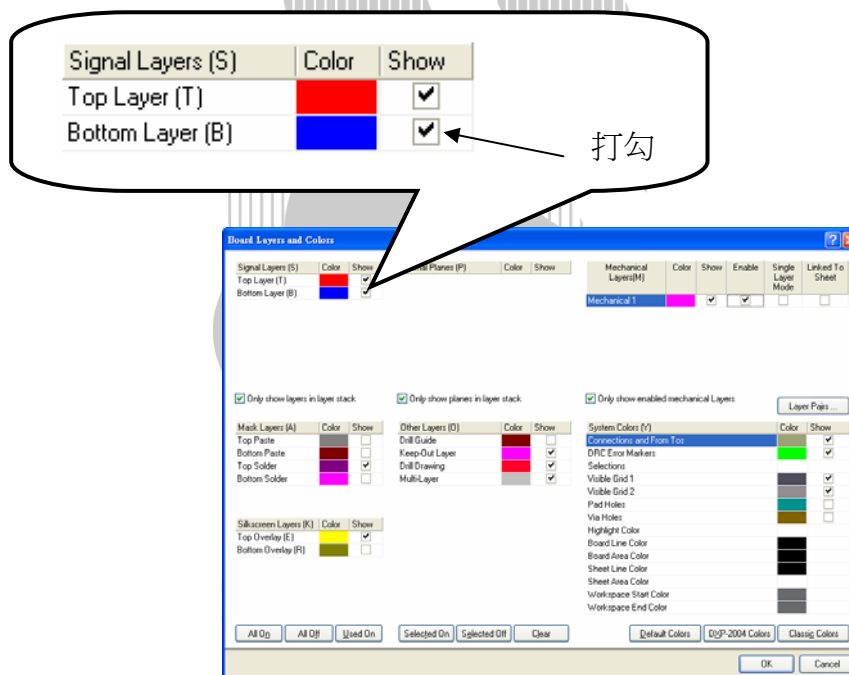 Signal Layers (S) Color Show
Top Layer (T)
Bottom Layer (B)
打勾
Board Layers and Colors
Signal Layers (S) Color Show
Top Layer (T)
Bottom Layer (B)
Planes (P) Color Show
Mechanical Layers(M) Color Show Enable Single Layer Mode Linked To Sheet
Mechanical 1
Only show layers in layer stack
Only show planes in layer stack
Only show enabled mechanical Layers
Layer Pairs ...
Mask Layers (A) Color Show
Top Paste
Bottom Paste
Top Solder
Bottom Solder
Other Layers (O) Color Show
Drill Guide
Keep-Out Layer
Drill Drawing
Multi-Layer
System Colors (Y) Color Show
Connections and From Tos
DRC Error Markers
Selections
Visible Grid 1
Visible Grid 2
Pad Holes
Via Holes
Highlight Color
Board Line Color
Board Area Color
Sheet Line Color
Sheet Area Color
Workspace Start Color
Workspace End Color
Silkscreen Layers (K) Color Show
Top Overlay (E)
Bottom Overlay (R)
All On All Off Used On Selected On Selected Off Clear Default Colors DXP-2004 Colors Classic Colors
OK Cancel